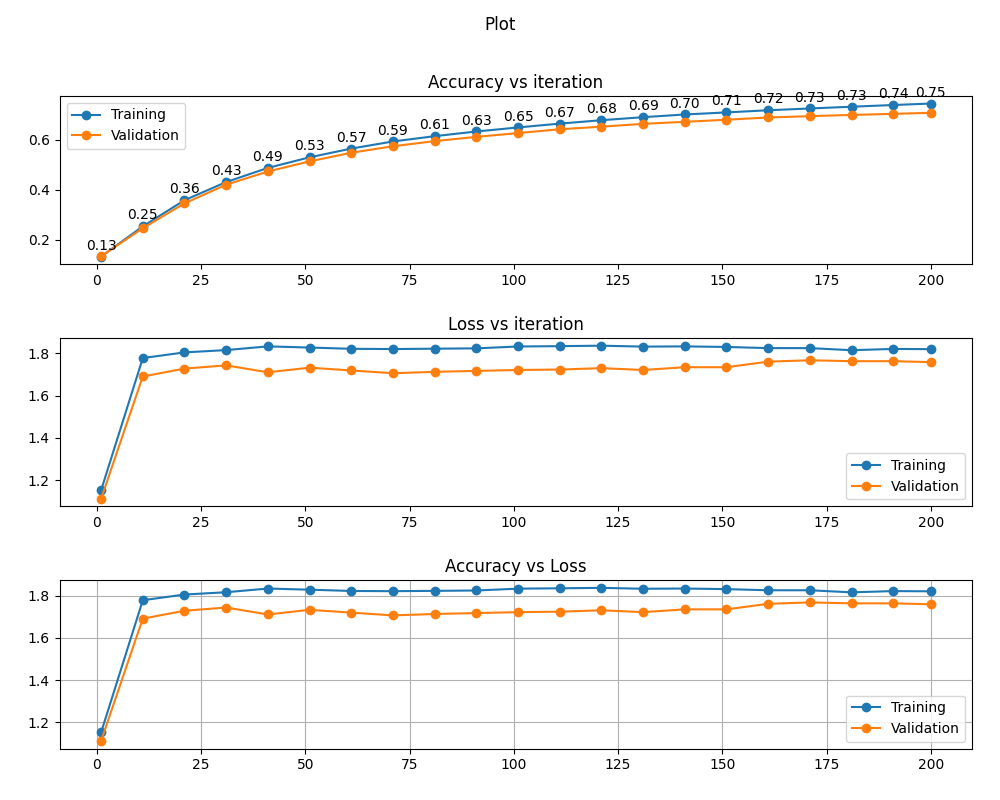 Plot
Accuracy vs iteration
Training
Validation
0.13 0.25 0.36 0.43 0.49 0.53 0.57 0.59 0.61 0.63 0.65 0.67 0.68 0.69 0.70 0.71 0.72 0.73 0.73 0.74 0.75
0.6
0.4
0.2
0 25 50 75 100 125 150 175 200
Loss vs iteration
1.8
1.6
1.4
1.2
Training
Validation
0 25 50 75 100 125 150 175 200
Accuracy vs Loss
1.8
1.6
1.4
1.2
Training
Validation
0 25 50 75 100 125 150 175 200